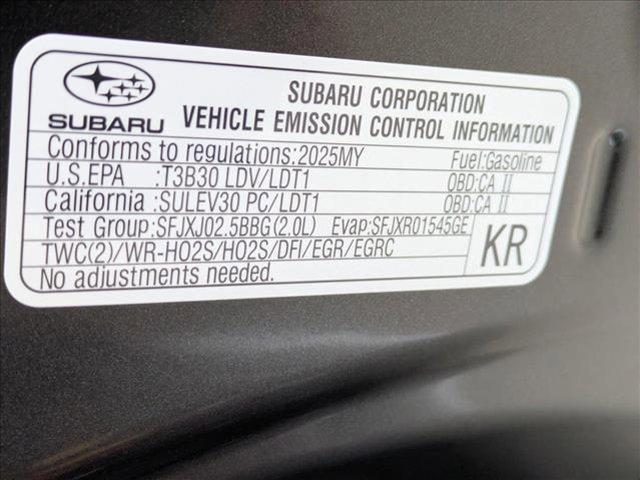 SUBARU
SUBARU CORPORATION
VEHICLE EMISSION CONTROL INFORMATION
Conforms to regulations:2025MY Fuel:Gasoline
U.S.EPA :T3B30 LDV/LDT1 OBD:CA II
California :SULEV30 PC/LDT1 OBD:CA II
Test Group:SFJXJ02.5BBG(2.0L) Evap:SFJXR01545GE
TWC(2)/WR-HO2S/HO2S/DFI/EGR/EGRC
No adjustments needed.
KR